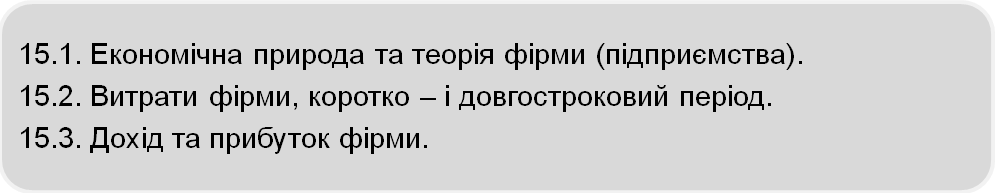 15.1. Економічна природа та теорія фірми (підприємства).
15.2. Витрати фірми, коротко – і довгостроковий період.
15.3. Дохід та прибуток фірми.